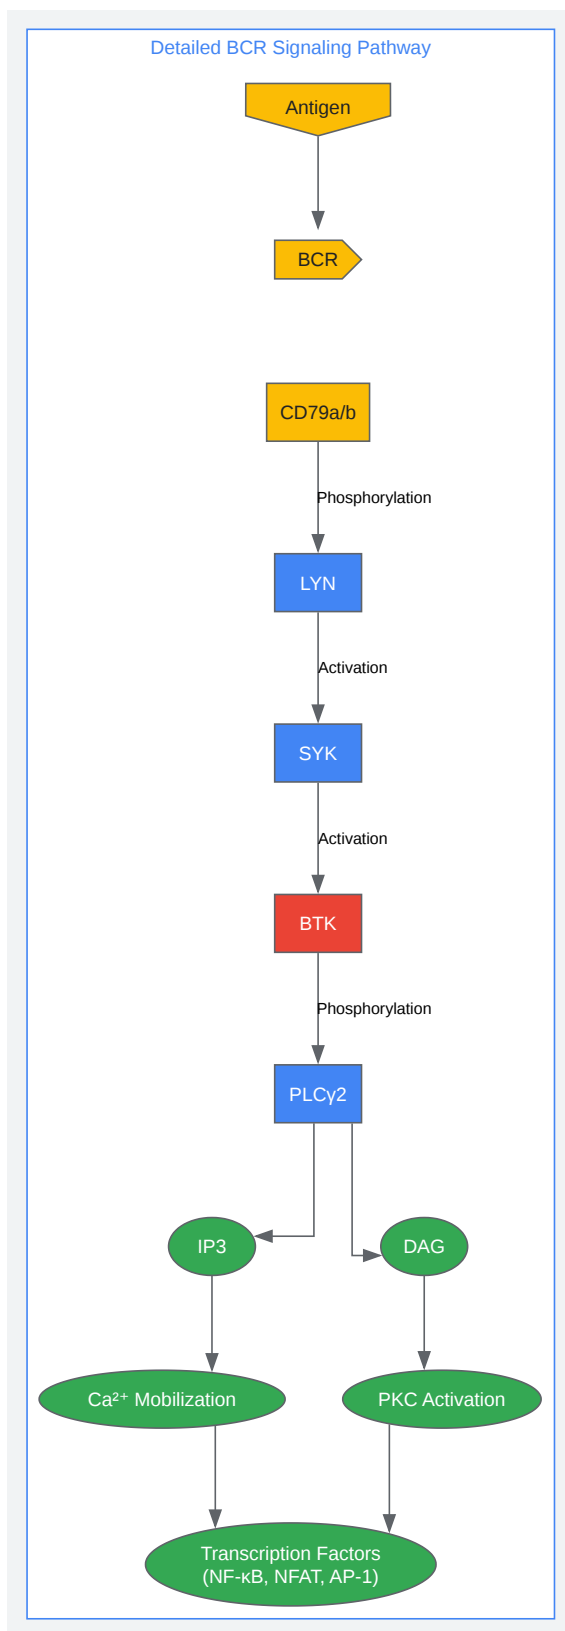 Detailed BCR Signaling Pathway
Antigen
BCR
CD79a/b
Phosphorylation
LYN
Activation
SYK
Activation
BTK
Phosphorylation
PLCγ2
IP3
DAG
Ca²⁺ Mobilization
PKC Activation
Transcription Factors
(NF-κB, NFAT, AP-1)